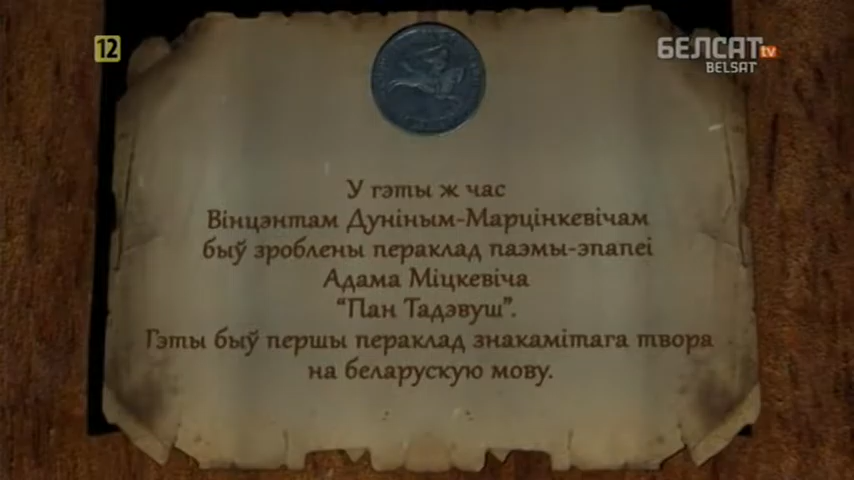 12
БЕЛСАТ tv
BELSAT
У гэты ж час
Вінцэнтам Дуніным-Марцінкевічам
быў зроблены пераклад паэмы-эпапеі
Адама Міцкевіча
“Пан Тадэвуш”.
Гэты быў першы пераклад знакамітага твора
на беларускую мову.